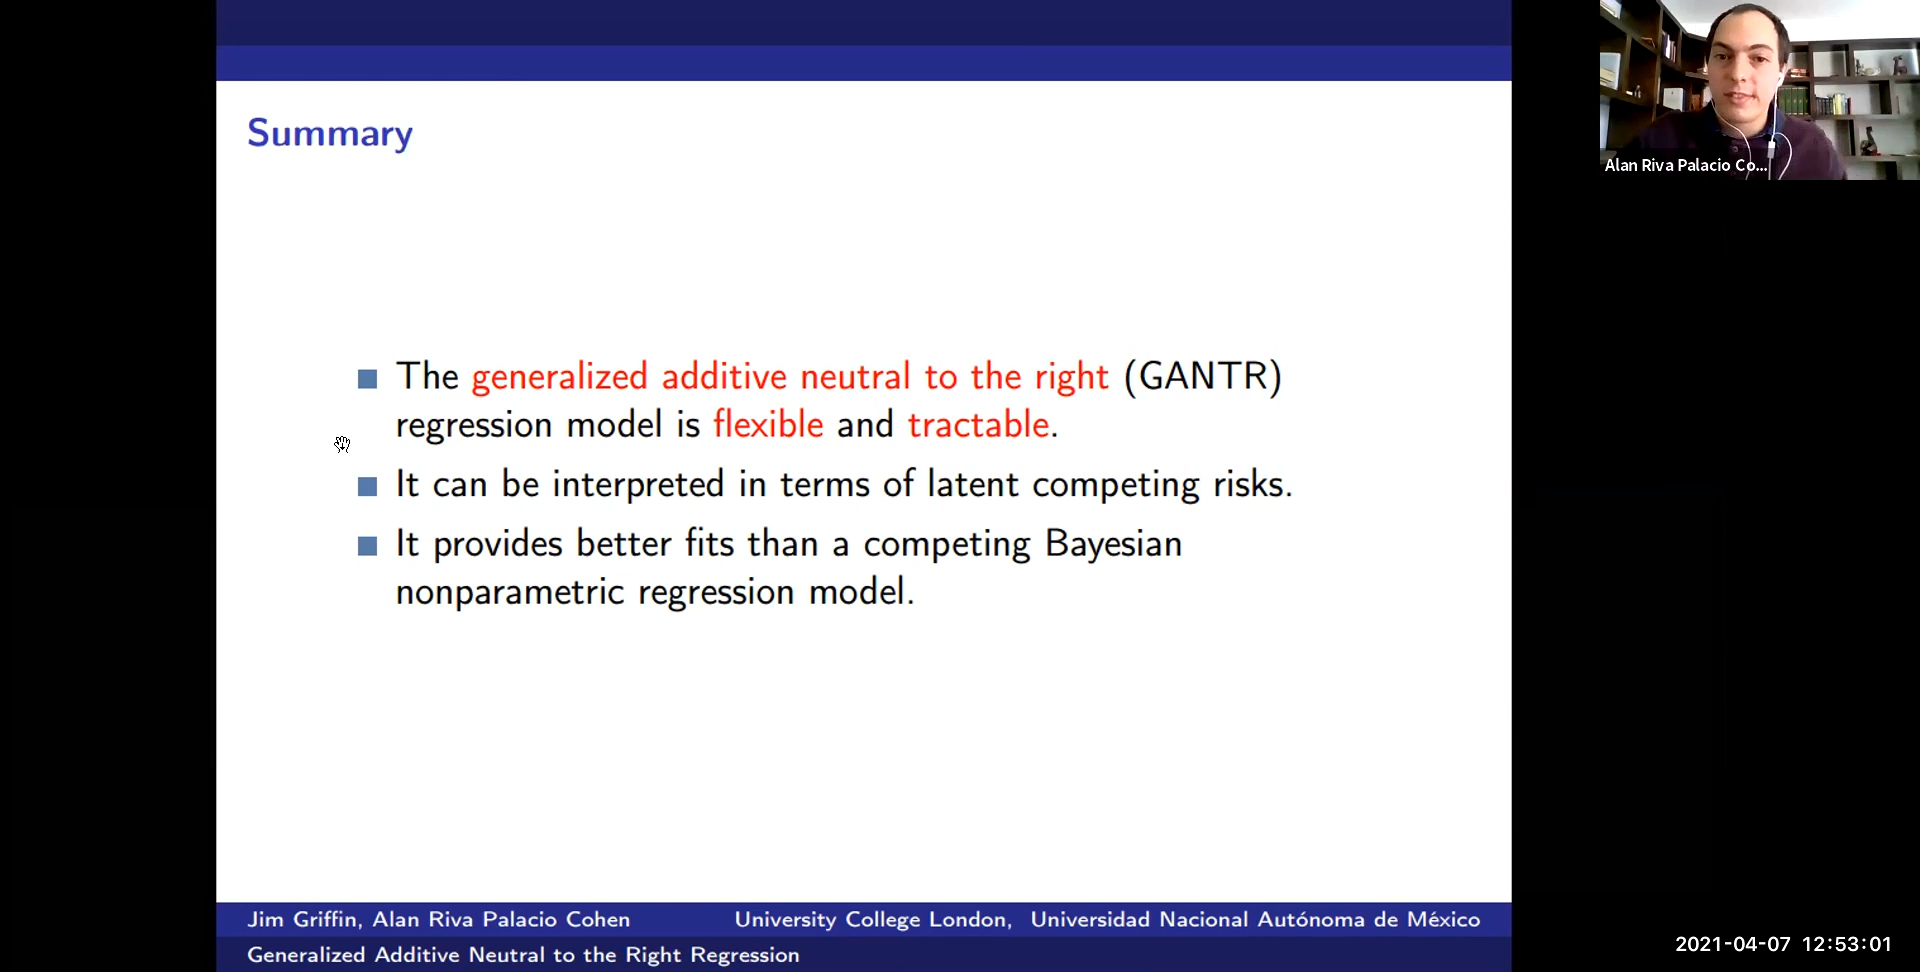 Summary
The generalized additive neutral to the right (GANTR)
regression model is flexible and tractable.
It can be interpreted in terms of latent competing risks.
It provides better fits than a competing Bayesian
nonparametric regression model.
Jim Griffin, Alan Riva Palacio Cohen University College London, Universidad Nacional Autónoma de México
Generalized Additive Neutral to the Right Regression
Alan Riva Palacio Co...
2021-04-07 12:53:01